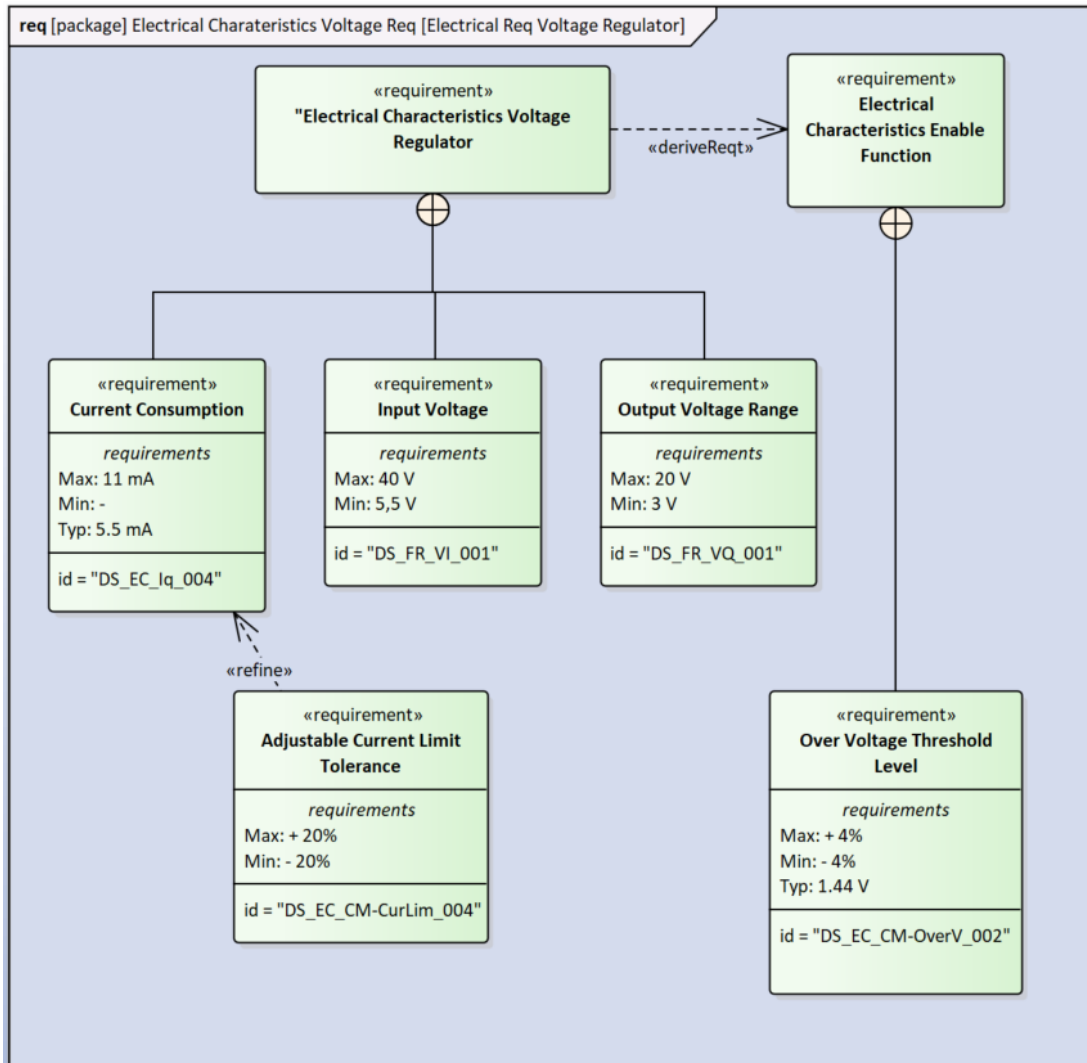 req [package] Electrical Charateristics Voltage Req [Electrical Req Voltage Regulator]
«requirement»
"Electrical Characteristics Voltage
Regulator
«deriveReqt»
«requirement»
Electrical
Characteristics Enable
Function
«requirement»
Current Consumption
requirements
Max: 11 mA
Min: -
Typ: 5.5 mA
id = "DS_EC_Iq_004"
«requirement»
Input Voltage
requirements
Max: 40 V
Min: 5,5 V
id = "DS_FR_VI_001"
«requirement»
Output Voltage Range
requirements
Max: 20 V
Min: 3 V
id = "DS_FR_VQ_001"
«refine»
«requirement»
Adjustable Current Limit
Tolerance
requirements
Max: + 20%
Min: - 20%
id = "DS_EC_CM-CurLim_004"
«requirement»
Over Voltage Threshold
Level
requirements
Max: + 4%
Min: - 4%
Typ: 1.44 V
id = "DS_EC_CM-OverV_002"